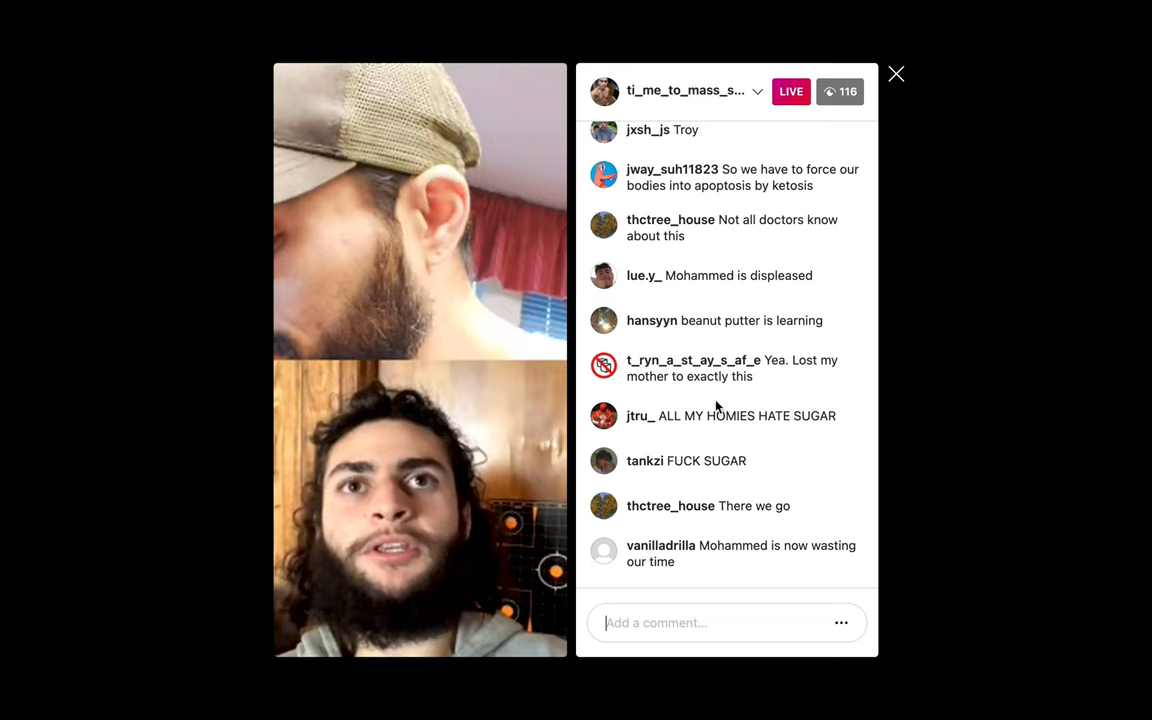 ti_me_to_mass_s...
LIVE
116
jxsh_js Troy
jway_suh11823 So we have to force our
bodies into apoptosis by ketosis
thctree_house Not all doctors know
about this
lue.y_ Mohammed is displeased
hansyyn beanut putter is learning
t_ryn_a_st_ay_s_af_e Yea. Lost my
mother to exactly this
jtru_ ALL MY HOMIES HATE SUGAR
tankzi FUCK SUGAR
thctree_house There we go
vanilladrilla Mohammed is now wasting
our time
Add a comment...